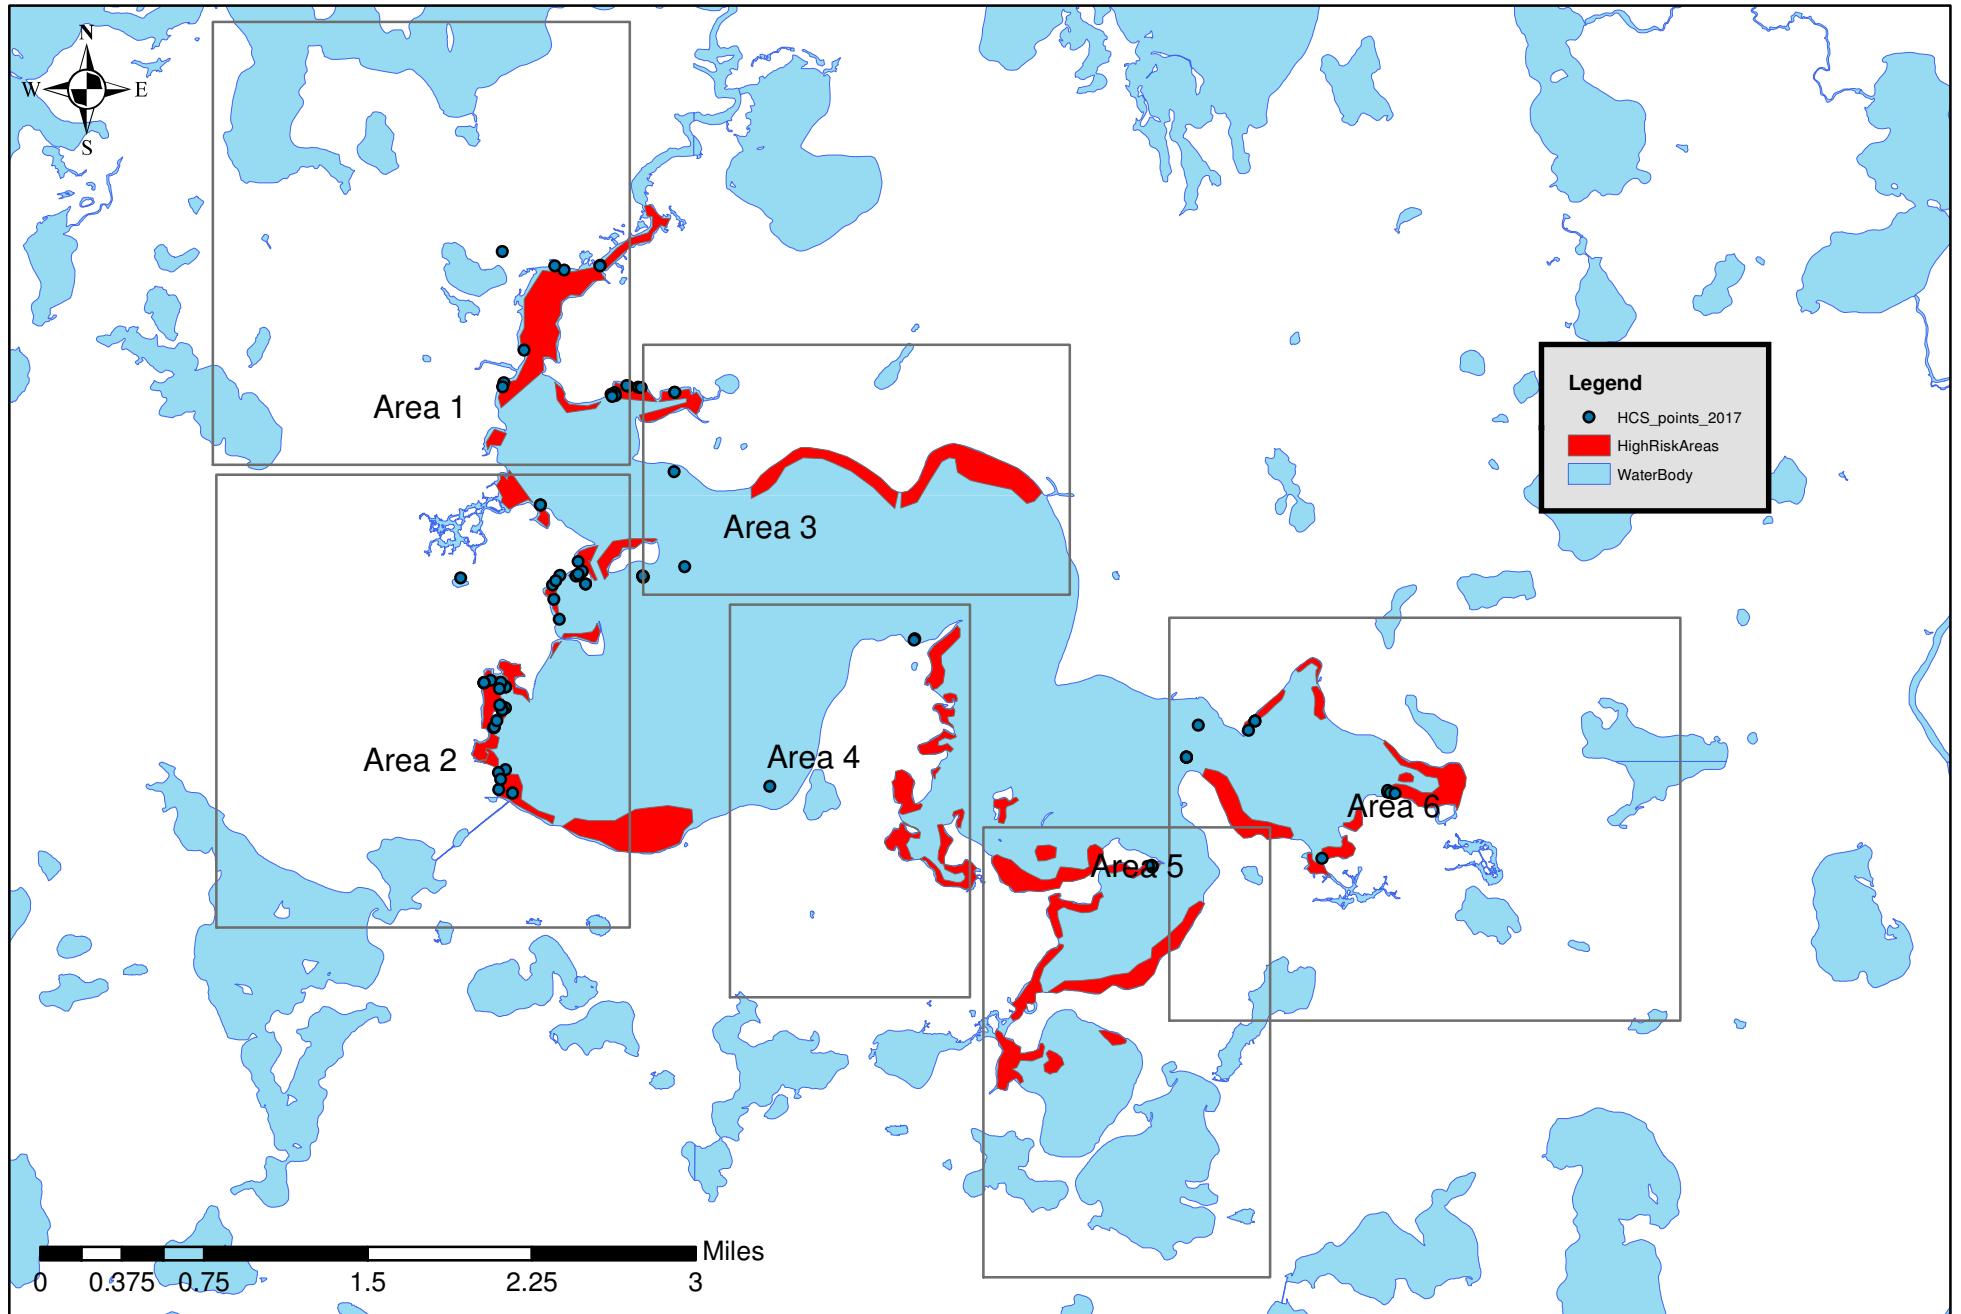 N
W E
S
Area 1
Legend
HCS_points_2017
HighRiskAreas
WaterBody
Area 3
Area 2
Area 4
Area 6
Area 5
Miles
0 0.375 0.75 1.5 2.25 3